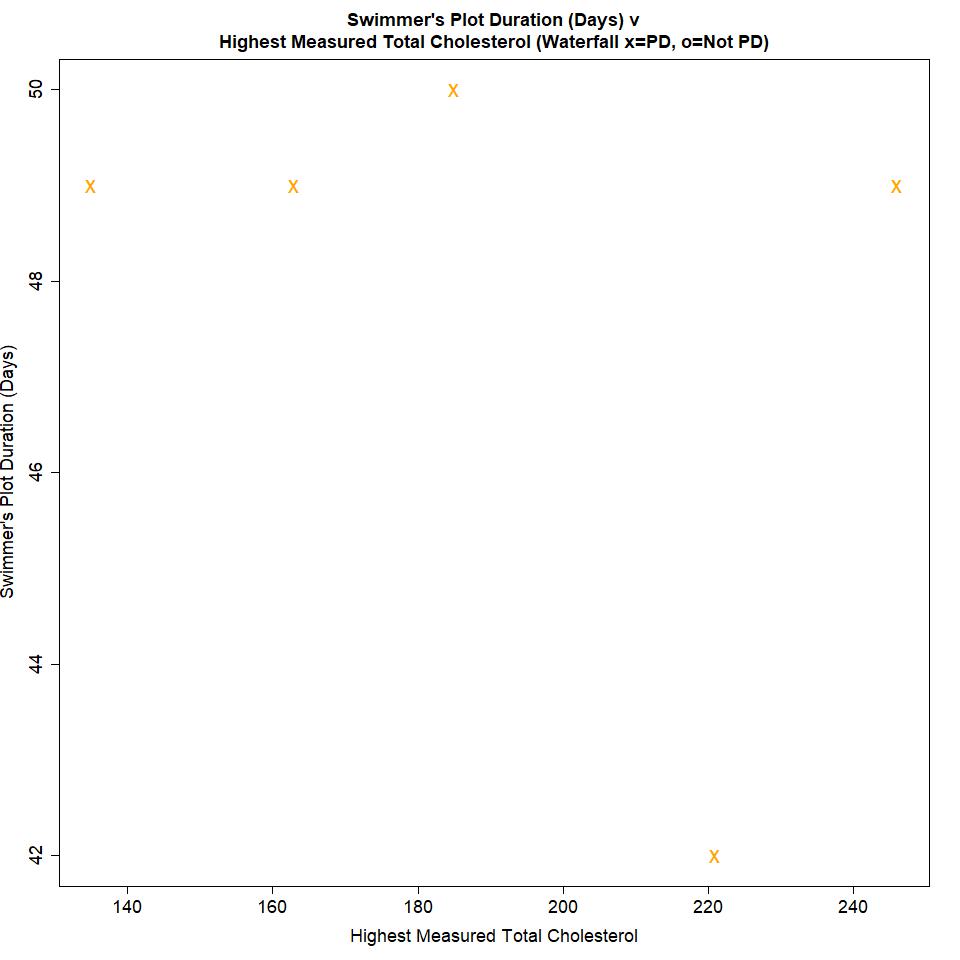 Swimmer's Plot Duration (Days) v
Highest Measured Total Cholesterol (Waterfall x=PD, o=Not PD)
50
48
46
44
42
Swimmer's Plot Duration (Days)
X
X
X
X
X
140 160 180 200 220 240
Highest Measured Total Cholesterol